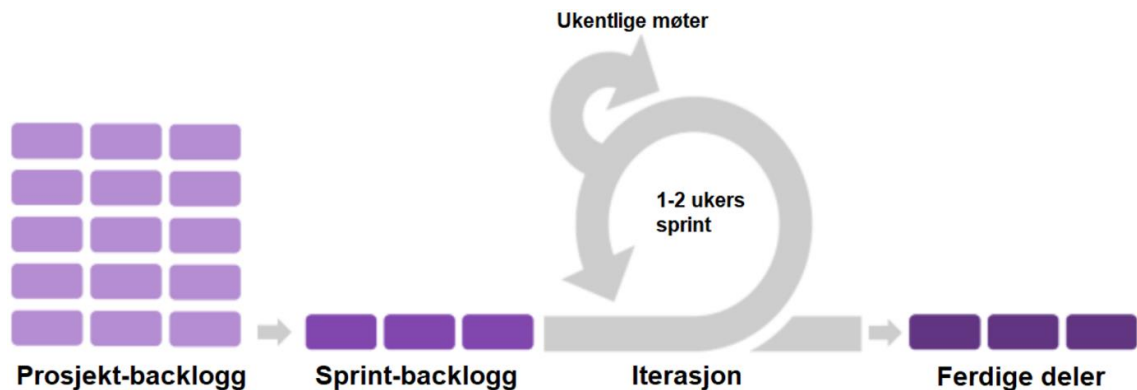 Ukentlige møter
1-2 ukers
sprint
Prosjekt-backlogg
Sprint-backlogg
Iterasjon
Ferdige deler